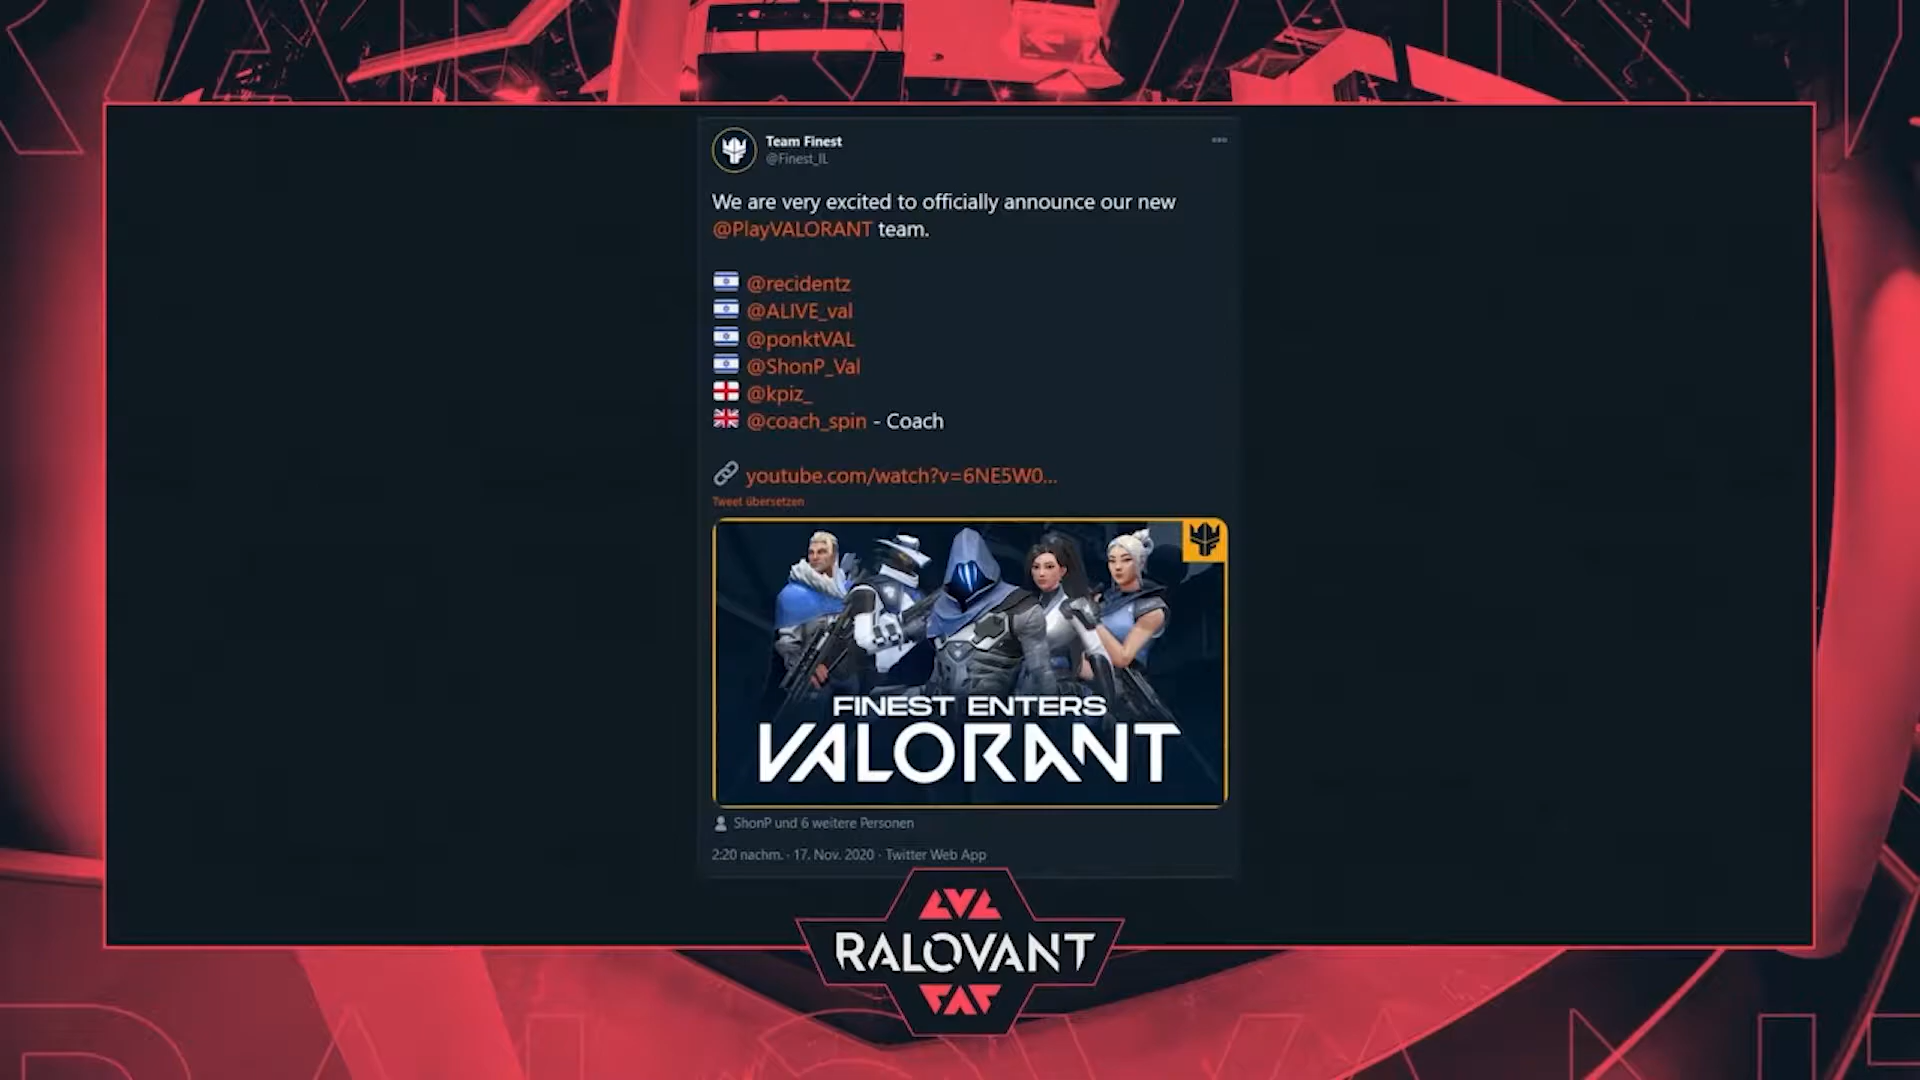 Team Finest
@Finest_IL
We are very excited to officially announce our new
@PlayVALORANT team.
@recidentz
@ALIVE_val
@ponktVAL
@ShonP_Val
@kpiz_
@coach_spin - Coach
youtube.com/watch?v=6NE5W0...
Tweet übersetzen
FINEST ENTERS
VALORANT
ShonP und 6 weitere Personen
2:20 nachm. · 17. Nov. 2020 · Twitter Web App
RALOVANT